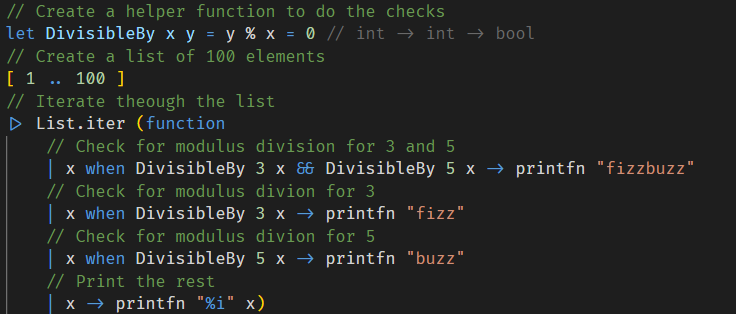 // Create a helper function to do the checks
let DivisibleBy x y = y % x = 0 // int -> int -> bool
// Create a list of 100 elements
[ 1 .. 100 ]
// Iterate theough the list
|> List.iter (function
// Check for modulus division for 3 and 5
| x when DivisibleBy 3 x && DivisibleBy 5 x -> printfn "fizzbuzz"
// Check for modulus divion for 3
| x when DivisibleBy 3 x -> printfn "fizz"
// Check for modulus divion for 5
| x when DivisibleBy 5 x -> printfn "buzz"
// Print the rest
| x -> printfn "%i" x)